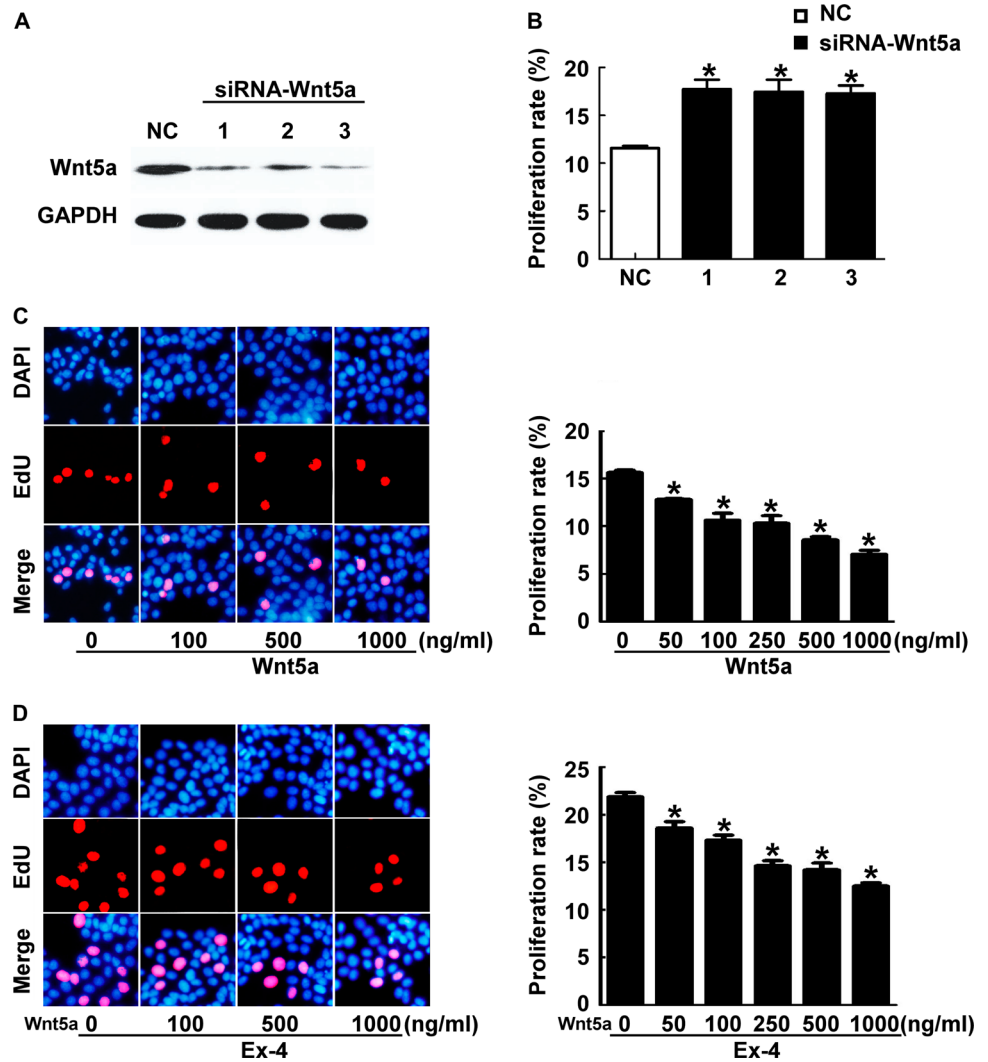 A
siRNA-Wnt5a
NC 1 2 3
Wnt5a
GAPDH
B
NC
siRNA-Wnt5a
Proliferation rate (%)
20
15
10
5
0
* * *
NC 1 2 3
C
DAPI
EdU
Merge
0 100 500 1000 (ng/ml)
Wnt5a
Proliferation rate (%)
20
15
10
5
0
* * * * *
0 50 100 250 500 1000 (ng/ml)
Wnt5a
D
DAPI
EdU
Merge
Wnt5a 0 100 500 1000 (ng/ml)
Ex-4
Proliferation rate (%)
25
20
15
10
5
0
* * * * *
Wnt5a 0 50 100 250 500 1000 (ng/ml)
Ex-4